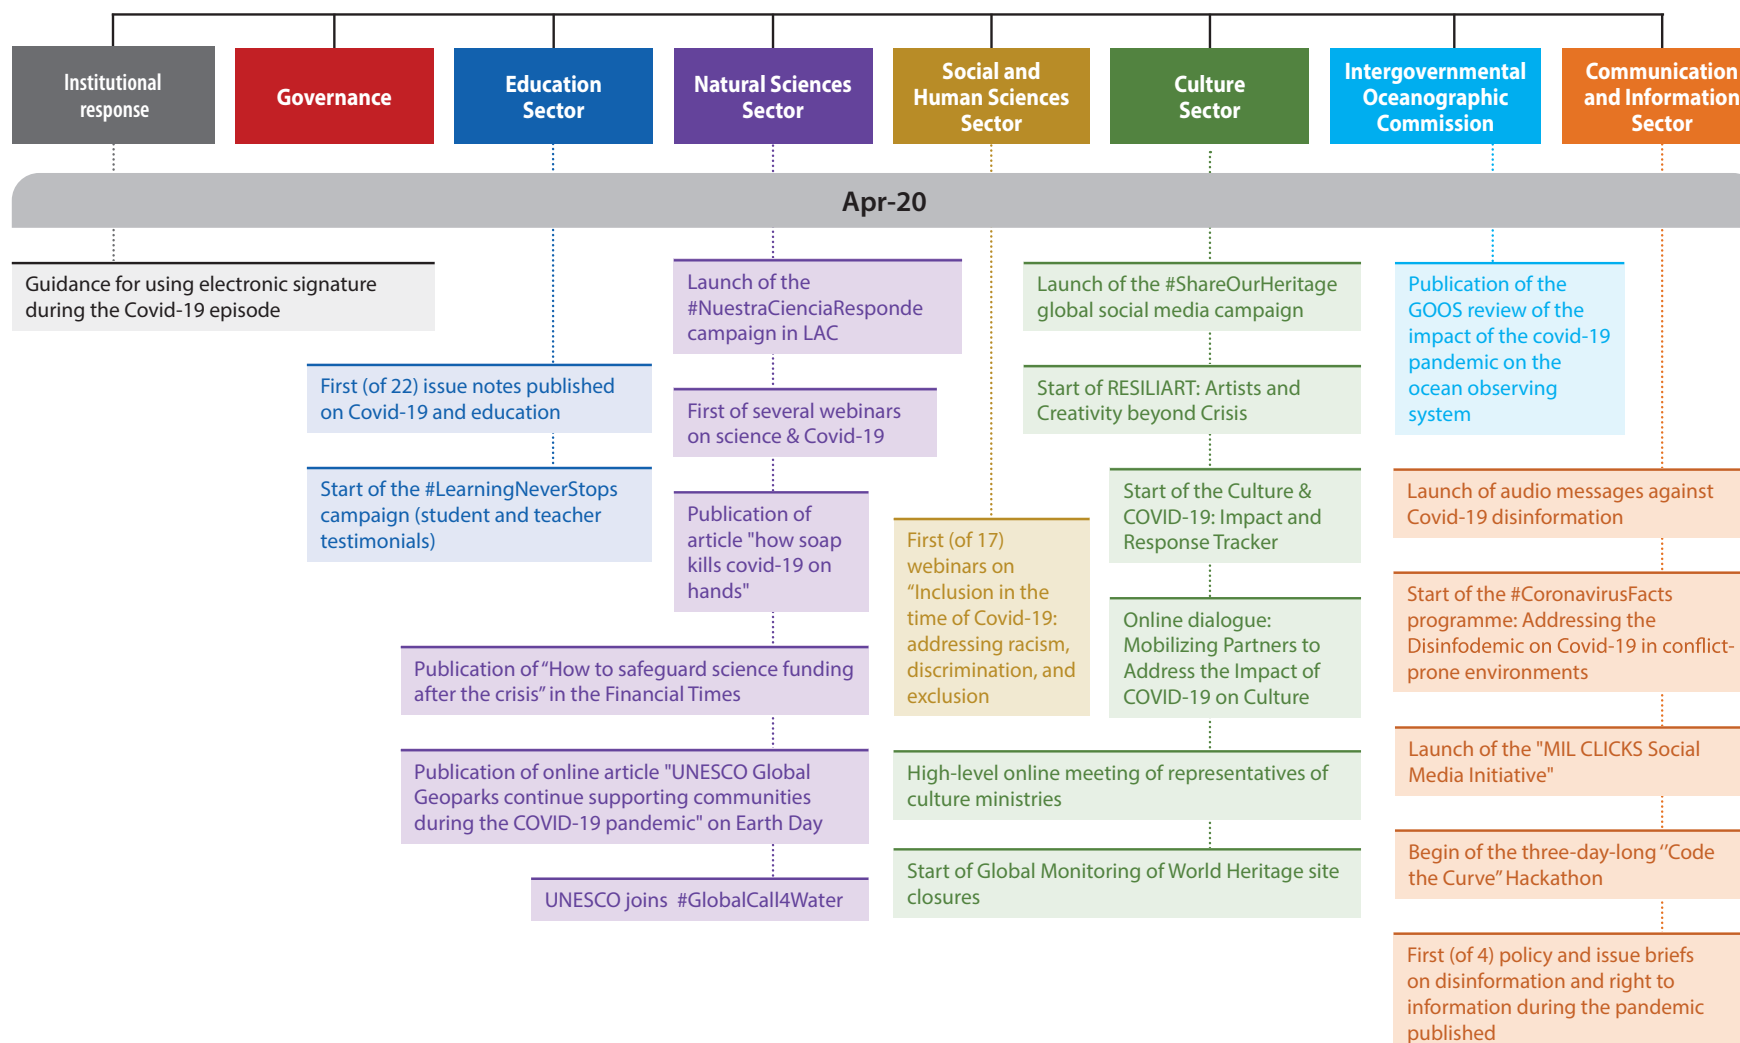 Institutional
response
Governance
Education
Sector
Natural Sciences
Sector
Social and
Human Sciences
Sector
Culture
Sector
Intergovernmental
Oceanographic
Commission
Communication
and Information
Sector
Apr-20
Guidance for using electronic signature
during the Covid-19 episode
First (of 22) issue notes published
on Covid-19 and education
Start of the #LearningNeverStops
campaign (student and teacher
testimonials)
Launch of the
#NuestraCienciaResponde
campaign in LAC
First of several webinars
on science & Covid-19
Publication of
article "how soap
kills covid-19 on
hands"
Publication of “How to safeguard science funding
after the crisis” in the Financial Times
Publication of online article "UNESCO Global
Geoparks continue supporting communities
during the COVID-19 pandemic" on Earth Day
UNESCO joins #GlobalCall4Water
First (of 17)
webinars on
“Inclusion in the
time of Covid-19:
addressing racism,
discrimination, and
exclusion
Launch of the #ShareOurHeritage
global social media campaign
Start of RESILIART: Artists and
Creativity beyond Crisis
Start of the Culture &
COVID-19: Impact and
Response Tracker
Online dialogue:
Mobilizing Partners to
Address the Impact of
COVID-19 on Culture
High-level online meeting of representatives of
culture ministries
Start of Global Monitoring of World Heritage site
closures
Publication of the
GOOS review of the
impact of the covid-19
pandemic on the
ocean observing
system
Launch of audio messages against
Covid-19 disinformation
Start of the #CoronavirusFacts
programme: Addressing the
Disinfodemic on Covid-19 in conflict-
prone environments
Launch of the "MIL CLICKS Social
Media Initiative"
Begin of the three-day-long ‘’Code
the Curve” Hackathon
First (of 4) policy and issue briefs
on disinformation and right to
information during the pandemic
published